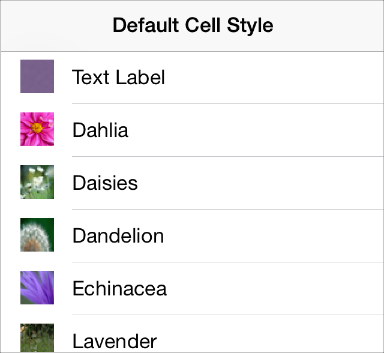 Default Cell Style
Text Label
Dahlia
Daisies
Dandelion
Echinacea
Lavender